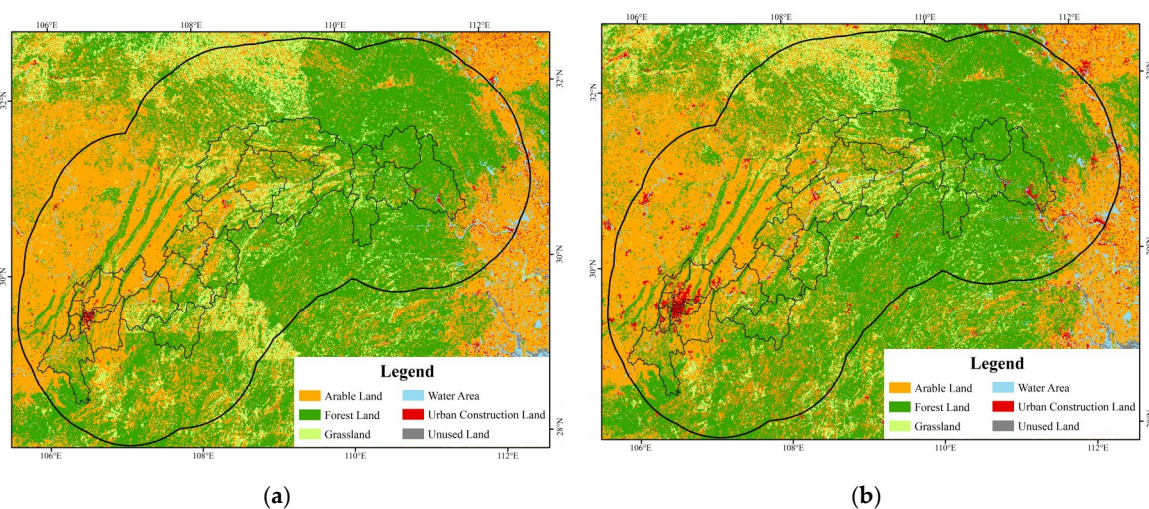 106°E 108°E 110°E 112°E
32°N 32°N
30°N 30°N
Legend
Arable Land Water Area
Forest Land Urban Construction Land
Grassland Unused Land
28°N
106°E 108°E 110°E 112°E
(a)
106°E 108°E 110°E 112°E
32°N
30°N
Legend
Arable Land Water Area
Forest Land Urban Construction Land
Grassland Unused Land
106°E 108°E 110°E 112°E
(b)